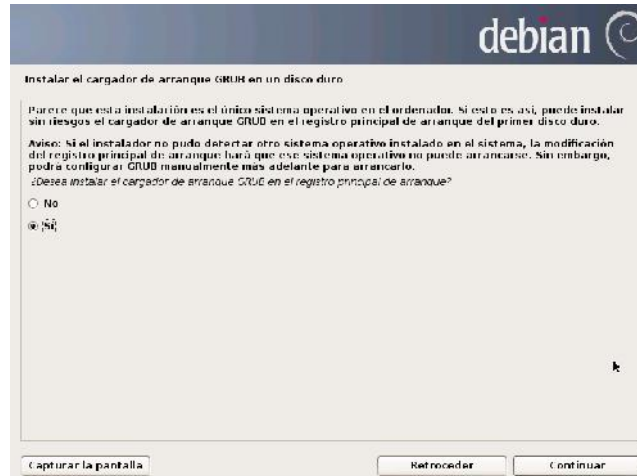 debian
Instalar el cargador de arranque GRUB en un disco duro
Parece que esta instalación es el único sistema operativo en el ordenador. Si esto es así, puede instalar
sin riesgos el cargador de arranque GRUB en el registro principal de arranque del primer disco duro.
Aviso: Si el instalador no pudo detectar otro sistema operativo instalado en el sistema, la modificación
del registro principal de arranque hará que ese sistema operativo no puede arrancarse. Sin embargo,
podrá configurar GRUB manualmente más adelante para arrancarlo.
¿Desea instalar el cargador de arranque GRUB en el registro principal de arranque?
No
Sí
Capturar la pantalla
Retroceder
Continuar